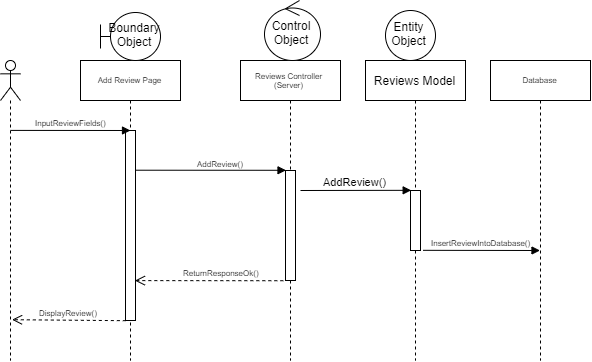 Boundary
Object
Control
Object
Entity
Object
Add Review Page
Reviews Controller
(Server)
Reviews Model
Database
InputReviewFields()
AddReview()
AddReview()
InsertReviewIntoDatabase()
ReturnResponseOk()
DisplayReview()